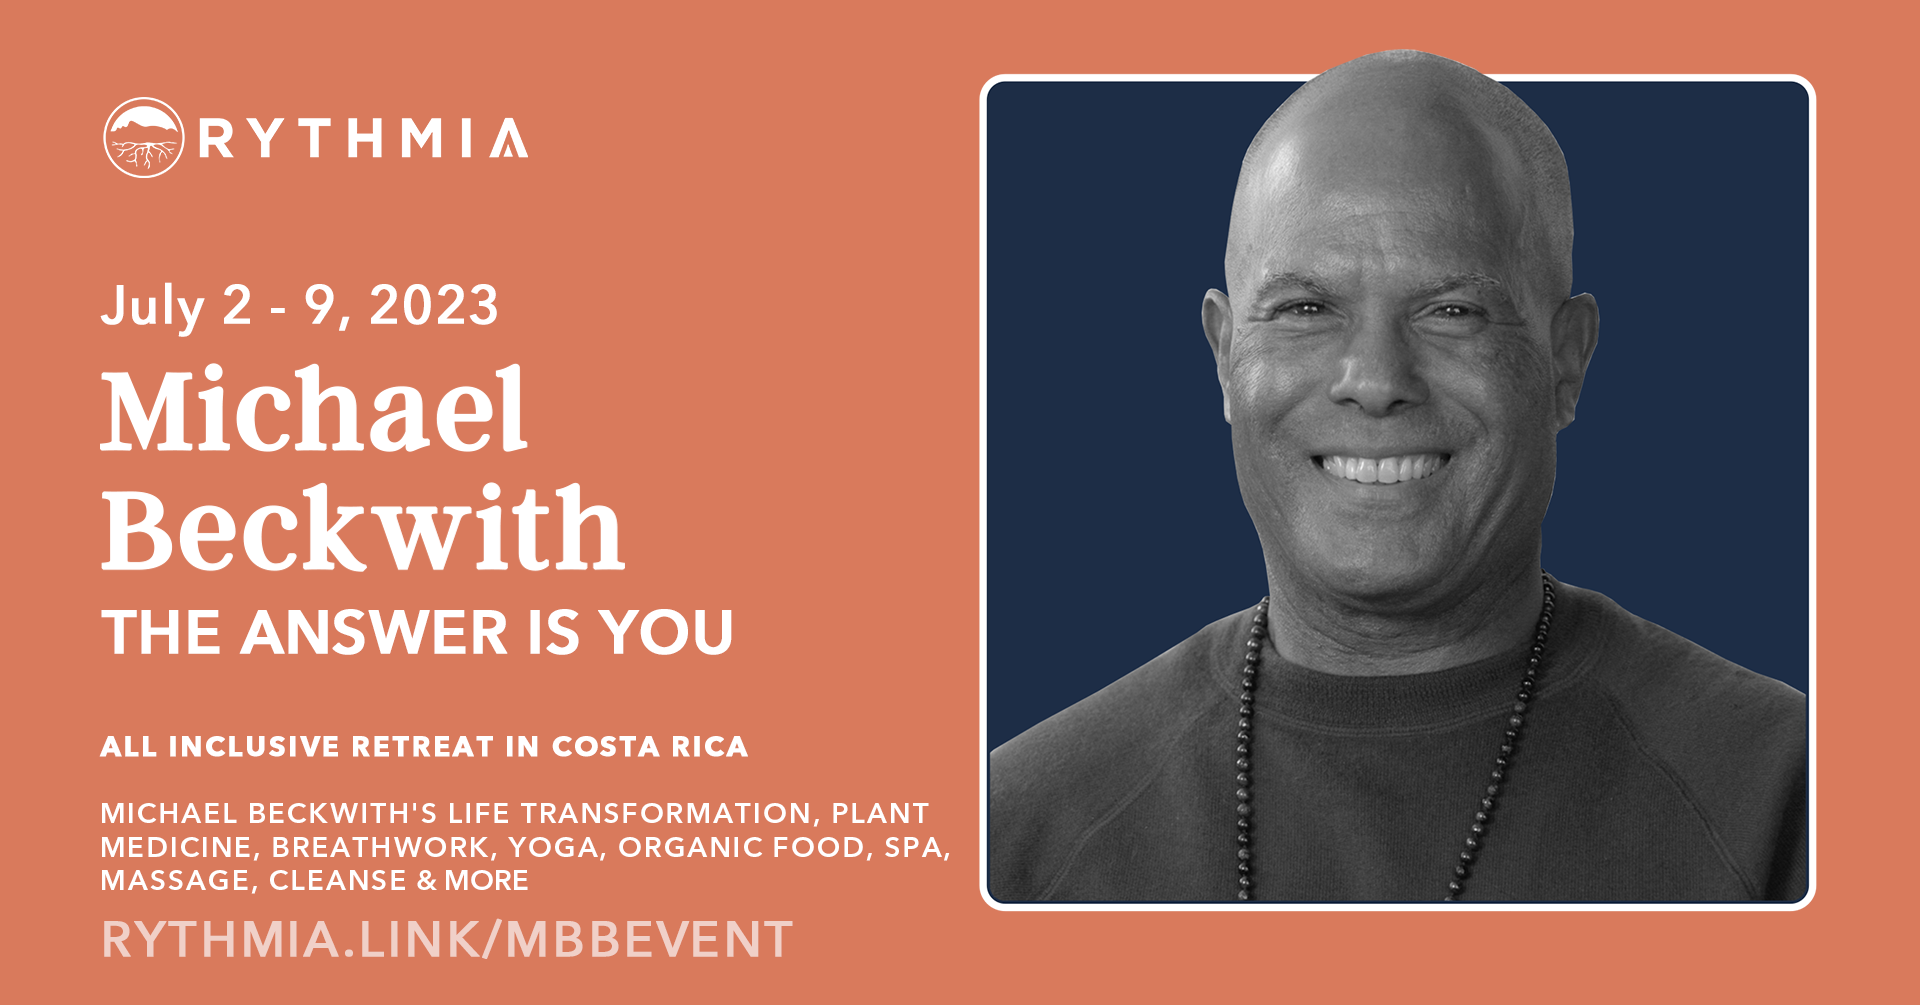 RYTHMIA
July 2 - 9, 2023
Michael
Beckwith
THE ANSWER IS YOU
ALL INCLUSIVE RETREAT IN COSTA RICA
MICHAEL BECKWITH'S LIFE TRANSFORMATION, PLANT
MEDICINE, BREATHWORK, YOGA, ORGANIC FOOD, SPA,
MASSAGE, CLEANSE & MORE
RYTHMIA.LINK/MBBEVENT